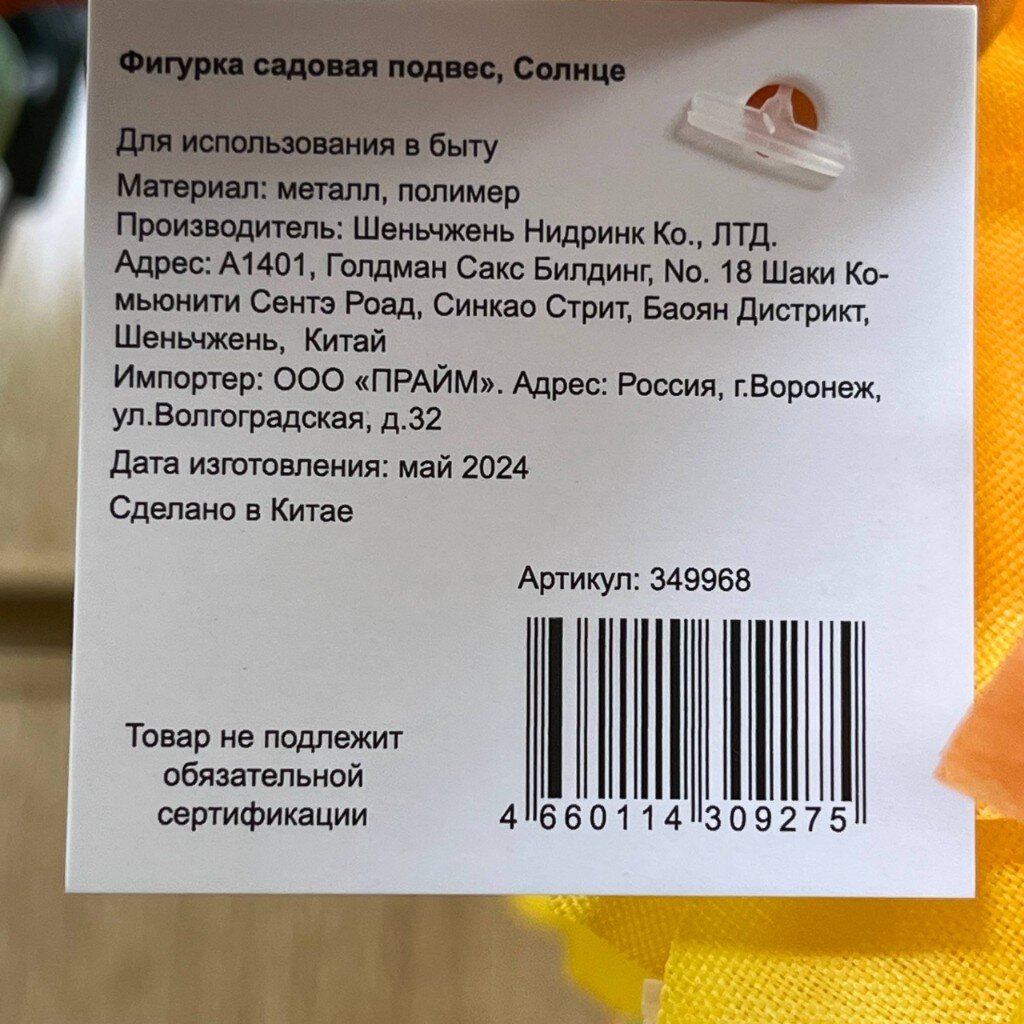 Фигурка садовая подвес, Солнце
Для использования в быту
Материал: металл, полимер
Производитель: Шеньчжень Нидринк Ко., ЛТД.
Адрес: А1401, Голдман Сакс Билдинг, No. 18 Шаки Ко-
мьюнити Сентэ Роад, Синкао Стрит, Баоян Дистрикт,
Шеньчжень, Китай
Импортер: ООО «ПРАЙМ». Адрес: Россия, г.Воронеж,
ул.Волгоградская, д.32
Дата изготовления: май 2024
Сделано в Китае
Артикул: 349968
Товар не подлежит
обязательной
сертификации
4 660114 309275